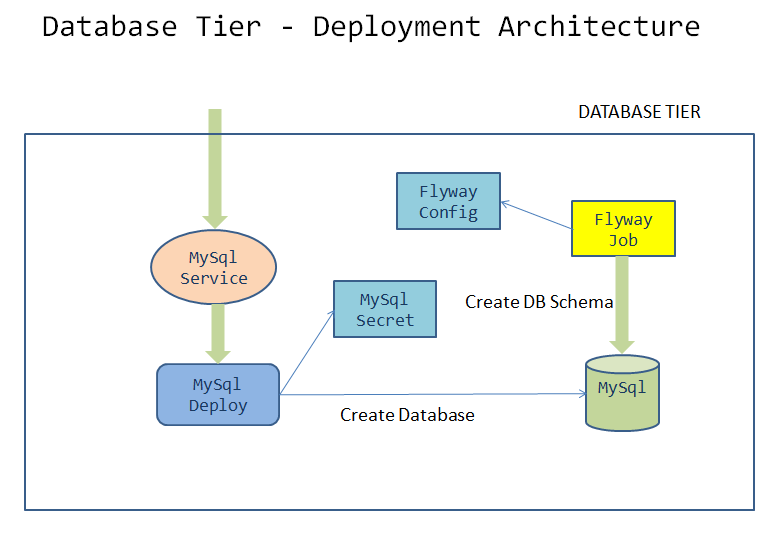 Database Tier - Deployment Architecture
DATABASE TIER
Flyway
Config
Flyway
Job
MySql
Service
MySql
Secret
Create DB Schema
MySql
Deploy
MySql
Create Database